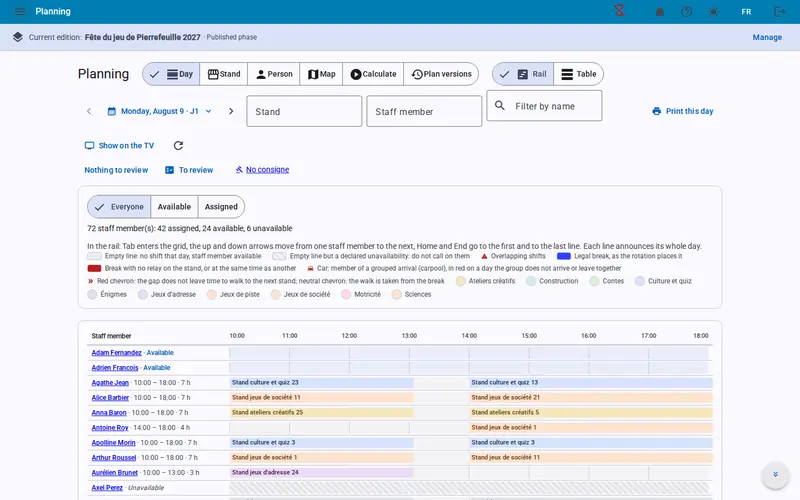 Planning
FR
Current edition: Fête du jeu de Pierrefeuille 2027 · Published phase
Manage
Planning
Day
Stand
Person
Map
Calculate
Plan versions
Rail
Table
Monday, August 9 · J1
Stand
Staff member
Filter by name
Print this day
Show on the TV
Nothing to review
To review
No consigne
Everyone
Available
Assigned
72 staff member(s): 42 assigned, 24 available, 6 unavailable
In the rail: Tab enters the grid, the up and down arrows move from one staff member to the next, Home and End go to the first and to the last line. Each line announces its whole day.
Empty line: no shift that day, staff member available
Empty line but a declared unavailability: do not call on them
Overlapping shifts
Legal break, as the rotation places it
Break with no relay on the stand, or at the same time as another
Car: member of a grouped arrival (carpool), in red on a day the group does not arrive or leave together
Red chevron: the gap does not leave time to walk to the next stand; neutral chevron: the walk is taken from the break
Ateliers créatifs
Construction
Contes
Culture et quiz
Énigmes
Jeux d'adresse
Jeux de piste
Jeux de société
Motricité
Sciences
Staff member
10:00
11:00
12:00
13:00
14:00
15:00
16:00
17:00
18:00
Adam Fernandez · Available
Adrien François · Available
Agathe Jean · 10:00 – 18:00 · 7 h
Stand culture et quiz 23
Stand culture et quiz 13
Alice Barbier · 10:00 – 18:00 · 7 h
Stand jeux de société 11
Stand jeux de société 21
Anna Baron · 10:00 – 18:00 · 7 h
Stand ateliers créatifs 25
Stand ateliers créatifs 5
Antoine Roy · 14:00 – 18:00 · 4 h
Stand jeux de société 1
Apolline Morin · 10:00 – 18:00 · 7 h
Stand culture et quiz 3
Stand culture et quiz 3
Arthur Roussel · 10:00 – 18:00 · 7 h
Stand jeux de société 1
Stand jeux de société 11
Aurélien Brunet · 10:00 – 13:00 · 3 h
Stand jeux d'adresse 24
Axel Perez · Unavailable